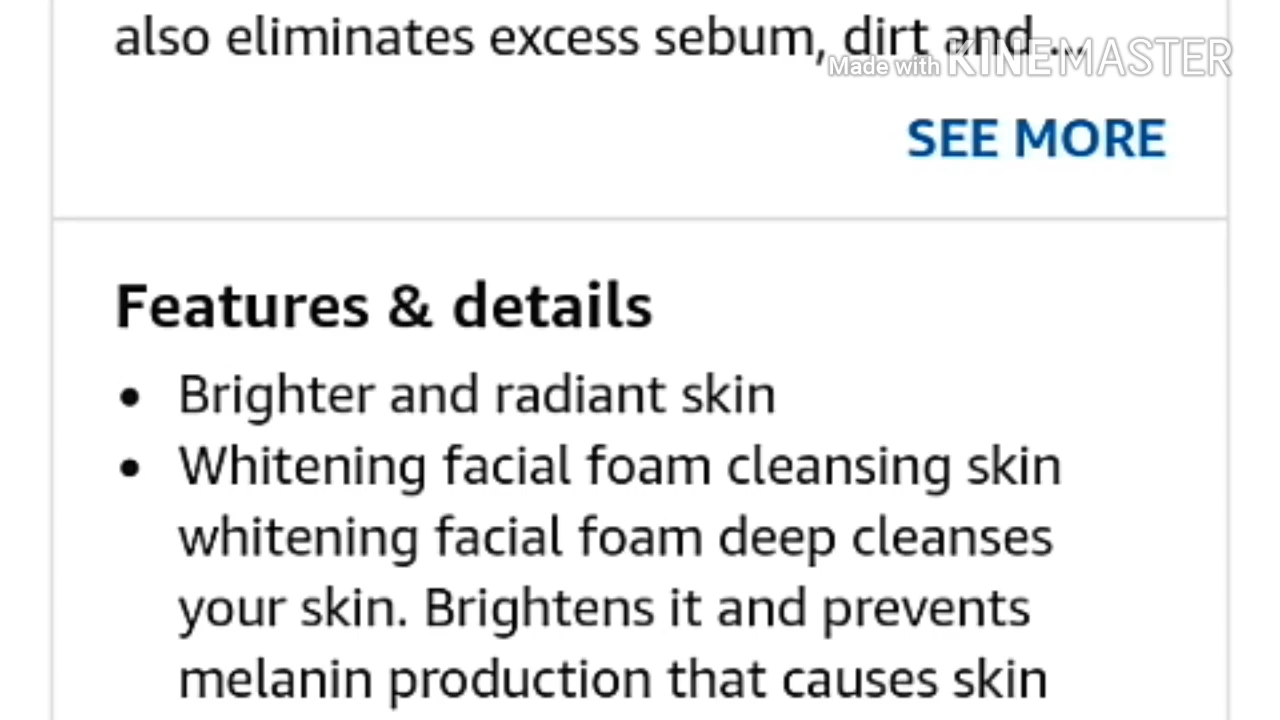 also eliminates excess sebum, dirt and ...
Made with KINEMASTER
SEE MORE
Features & details
• Brighter and radiant skin
• Whitening facial foam cleansing skin
whitening facial foam deep cleanses
your skin. Brightens it and prevents
melanin production that causes skin